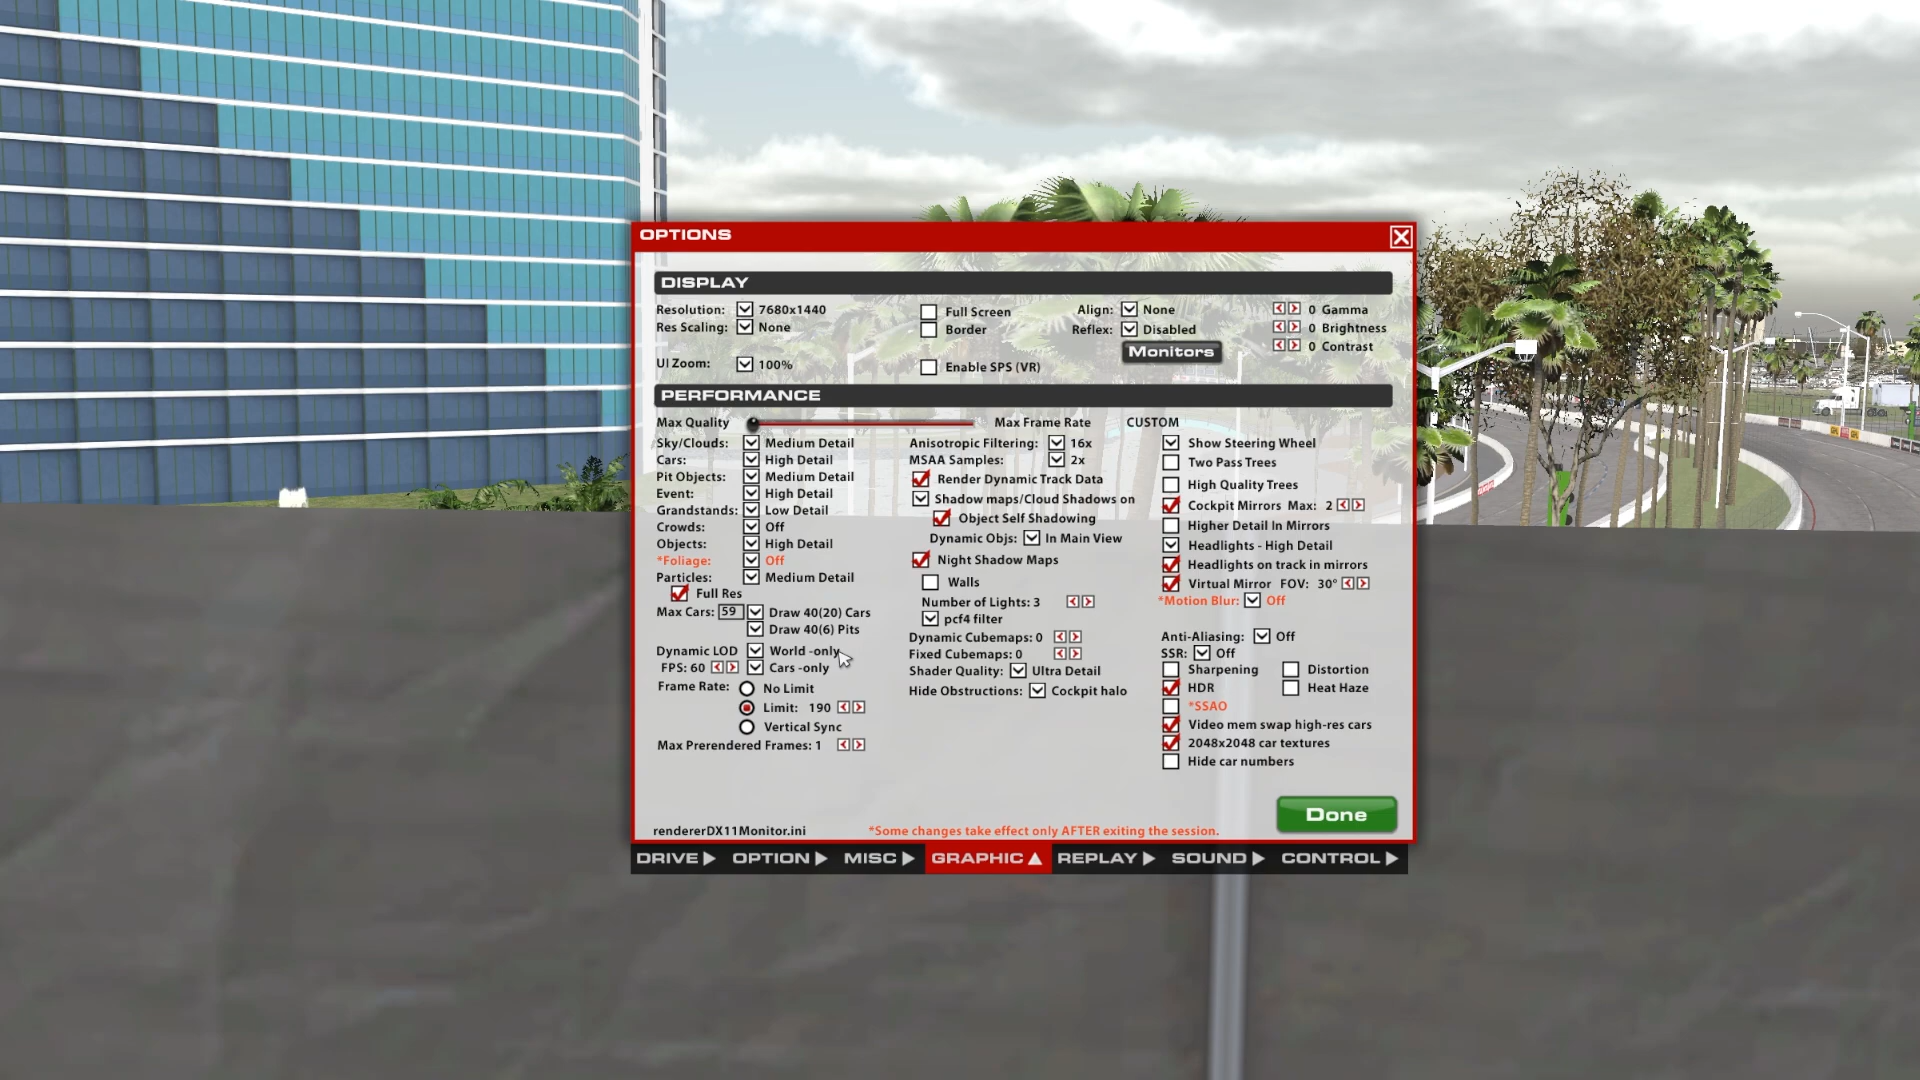 OPTIONS
DISPLAY
Resolution: 7680x1440
Res Scaling: None
UI Zoom: 100%
Full Screen
Border
Enable SPS (VR)
Align: None
Reflex: Disabled
Monitors
0 Gamma
0 Brightness
0 Contrast
PERFORMANCE
Max Quality Max Frame Rate CUSTOM
Sky/Clouds: Medium Detail
Cars: High Detail
Pit Objects: Medium Detail
Event: High Detail
Grandstands: Low Detail
Crowds: Off
Objects: High Detail
*Foliage: Off
Particles: Medium Detail
Full Res
Max Cars: 59 Draw 40(20) Cars
Draw 40(6) Pits
Dynamic LOD World -only
FPS: 60 Cars -only
Frame Rate: No Limit
Limit: 190
Vertical Sync
Max Prerendered Frames: 1
Anisotropic Filtering: 16x
MSAA Samples: 2x
Render Dynamic Track Data
Shadow maps/Cloud Shadows on
Object Self Shadowing
Dynamic Objs: In Main View
Night Shadow Maps
Walls
Number of Lights: 3
pcf4 filter
Dynamic Cubemaps: 0
Fixed Cubemaps: 0
Shader Quality: Ultra Detail
Hide Obstructions: Cockpit halo
Show Steering Wheel
Two Pass Trees
High Quality Trees
Cockpit Mirrors Max: 2
Higher Detail In Mirrors
Headlights - High Detail
Headlights on track in mirrors
Virtual Mirror FOV: 30°
*Motion Blur: Off
Anti-Aliasing: Off
SSR: Off
Sharpening Distortion
HDR Heat Haze
*SSAO
Video mem swap high-res cars
2048x2048 car textures
Hide car numbers
Done
rendererDX11Monitor.ini *Some changes take effect only AFTER exiting the session.
DRIVE OPTION MISC GRAPHIC REPLAY SOUND CONTROL